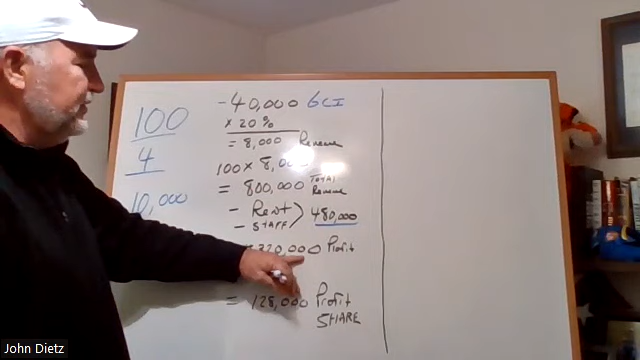 100
4
10,000
- 40,000 GCI
x 20%
= 8,000 Revenue
100 x 8,0
= 800,000 Total Revenue
- Rent
- STAFF
480,000
320,000 Profit
= 128,000 Profit
SHARE
John Dietz